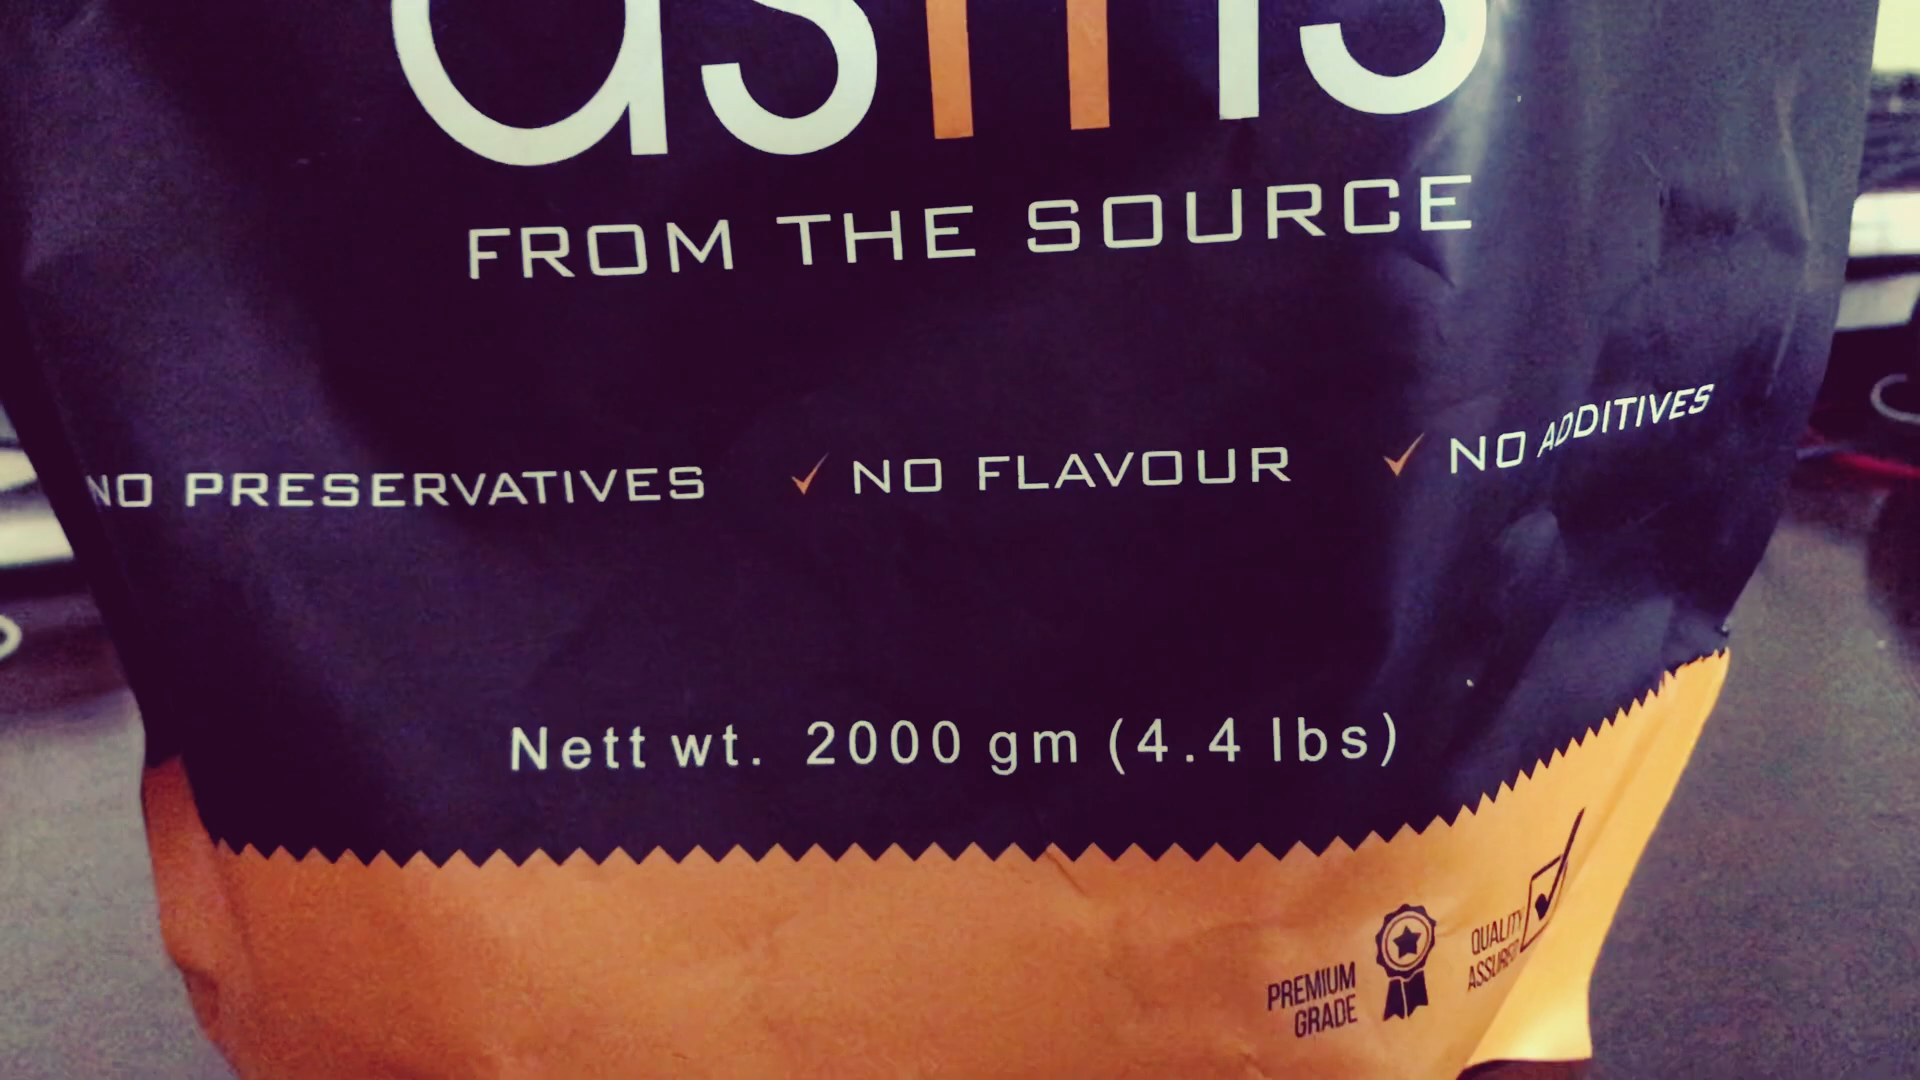 FROM THE SOURCE
NO PRESERVATIVES ✓ NO FLAVOUR ✓ NO ADDITIVES
Nett wt. 2000 gm (4.4 lbs)
PREMIUM
GRADE
QUALITY
ASSURED